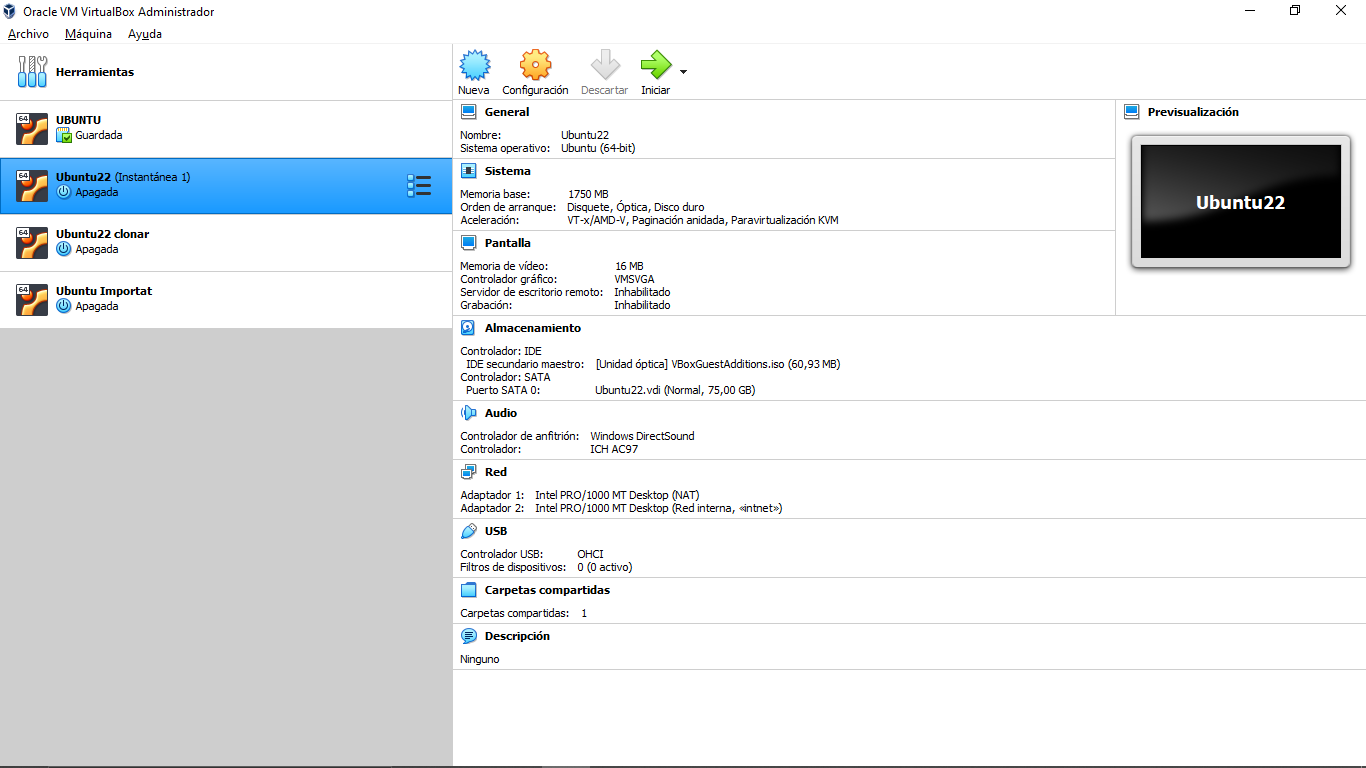 Oracle VM VirtualBox Administrador
Archivo Máquina Ayuda
Herramientas
64
UBUNTU
Guardada
64
Ubuntu22 (Instantánea 1)
Apagada
64
Ubuntu22 clonar
Apagada
64
Ubuntu Importat
Apagada
Nueva Configuración Descartar Iniciar
General
Nombre: Ubuntu22
Sistema operativo: Ubuntu (64-bit)
Sistema
Memoria base: 1750 MB
Orden de arranque: Disquete, Óptica, Disco duro
Aceleración: VT-x/AMD-V, Paginación anidada, Paravirtualización KVM
Pantalla
Memoria de vídeo: 16 MB
Controlador gráfico: VMSVGA
Servidor de escritorio remoto: Inhabilitado
Grabación: Inhabilitado
Previsualización
Ubuntu22
Almacenamiento
Controlador: IDE
IDE secundario maestro: [Unidad óptica] VBoxGuestAdditions.iso (60,93 MB)
Controlador: SATA
Puerto SATA 0: Ubuntu22.vdi (Normal, 75,00 GB)
Audio
Controlador de anfitrión: Windows DirectSound
Controlador: ICH AC97
Red
Adaptador 1: Intel PRO/1000 MT Desktop (NAT)
Adaptador 2: Intel PRO/1000 MT Desktop (Red interna, «intnet»)
USB
Controlador USB: OHCI
Filtros de dispositivos: 0 (0 activo)
Carpetas compartidas
Carpetas compartidas: 1
Descripción
Ninguno